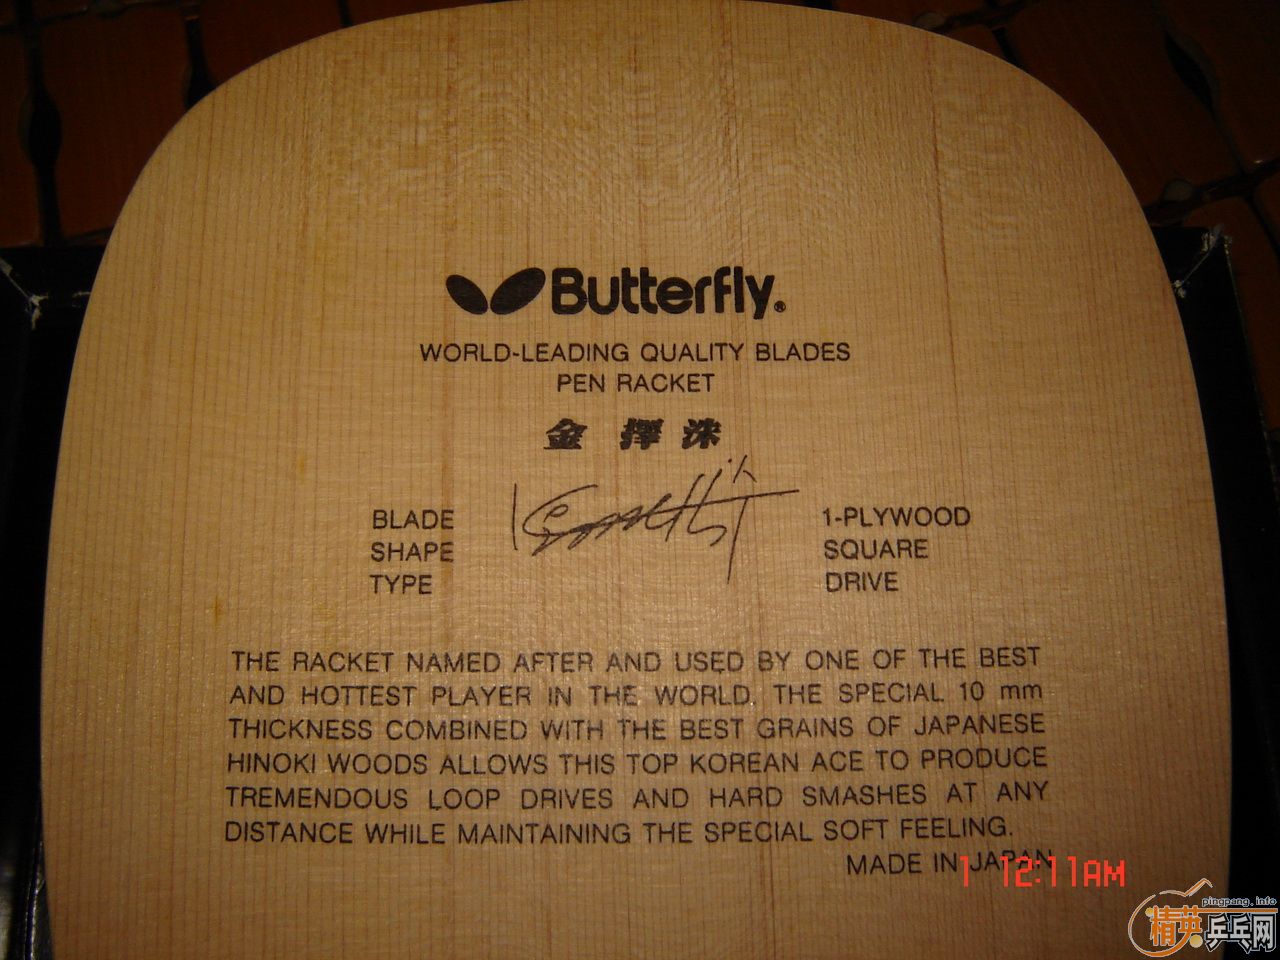 Butterfly®
WORLD-LEADING QUALITY BLADES
PEN RACKET
金 擇 洙
BLADE 1-PLYWOOD
SHAPE SQUARE
TYPE DRIVE
THE RACKET NAMED AFTER AND USED BY ONE OF THE BEST
AND HOTTEST PLAYER IN THE WORLD. THE SPECIAL 10 mm
THICKNESS COMBINED WITH THE BEST GRAINS OF JAPANESE
HINOKI WOODS ALLOWS THIS TOP KOREAN ACE TO PRODUCE
TREMENDOUS LOOP DRIVES AND HARD SMASHES AT ANY
DISTANCE WHILE MAINTAINING THE SPECIAL SOFT FEELING.
MADE IN JAPAN
1 12:11AM
pingpang.info
精英乒乓网